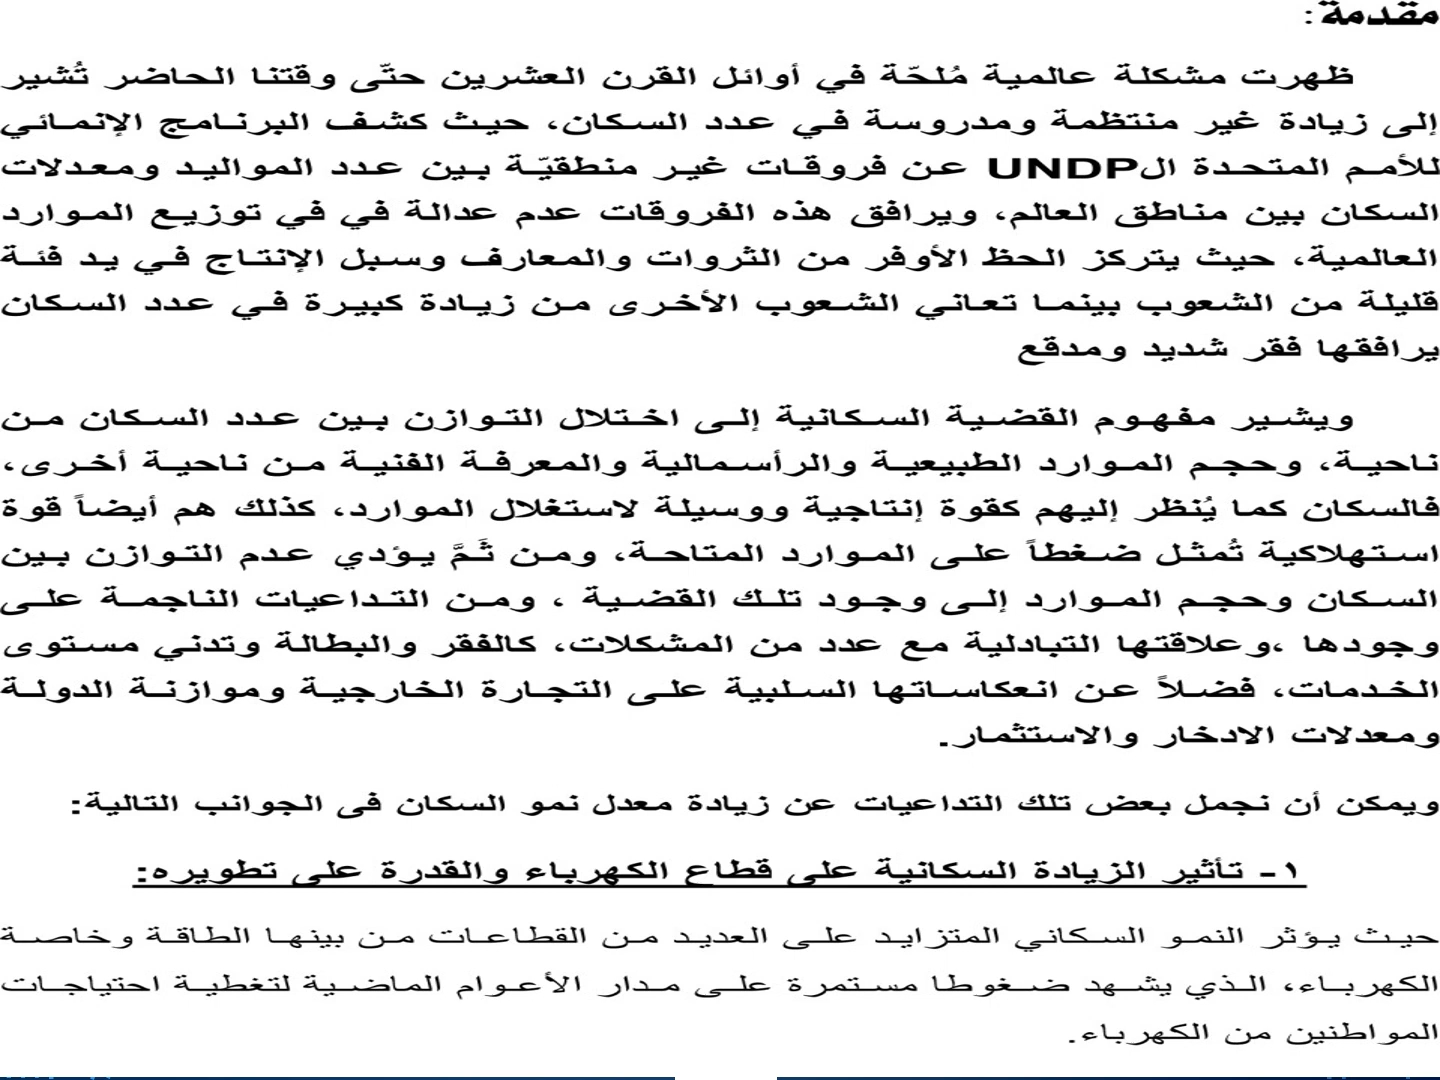 مقدمة:
ظهرت مشكلة عالمية مُلحّة في أوائل القرن العشرين حتّى وقتنا الحاضر تُشير
إلى زيادة غير منتظمة ومدروسة في عدد السكان، حيث كشف البرنامج الإنمائي
للأمم المتحدة الUNDP عن فروقات غير منطقيّة بين عدد المواليد ومعدلات
السكان بين مناطق العالم، ويرافق هذه الفروقات عدم عدالة في في توزيع الموارد
العالمية، حيث يتركز الحظ الأوفر من الثروات والمعارف وسبل الإنتاج في يد فئة
قليلة من الشعوب بينما تعاني الشعوب الأخرى من زيادة كبيرة في عدد السكان
يرافقها فقر شديد ومدقع
ويشير مفهوم القضية السكانية إلى اختلال التوازن بين عدد السكان من
ناحية، وحجم الموارد الطبيعية والرأسمالية والمعرفة الفنية من ناحية أخرى،
فالسكان كما يُنظر إليهم كقوة إنتاجية ووسيلة لاستغلال الموارد، كذلك هم أيضاً قوة
استهلاكية تُمثل ضغطاً على الموارد المتاحة، ومن ثَمَّ يؤدي عدم التوازن بين
السكان وحجم الموارد إلى وجود تلك القضية ، ومن التداعيات الناجمة على
وجودها ،وعلاقتها التبادلية مع عدد من المشكلات، كالفقر والبطالة وتدني مستوى
الخدمات، فضلاً عن انعكاساتها السلبية على التجارة الخارجية وموازنة الدولة
ومعدلات الادخار والاستثمار.
ويمكن أن نجمل بعض تلك التداعيات عن زيادة معدل نمو السكان فى الجوانب التالية:
١- تأثير الزيادة السكانية على قطاع الكهرباء والقدرة على تطويره:
حيث يؤثر النمو السكاني المتزايد على العديد من القطاعات من بينها الطاقة وخاصة
الكهرباء، الذي يشهد ضغوطا مستمرة على مدار الأعوام الماضية لتغطية احتياجات
المواطنين من الكهرباء.